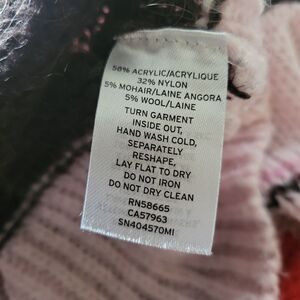 58% ACRYLIC/ACRYLIQUE
32% NYLON
5% MOHAIR/LAINE ANGORA
5% WOOL/LAINE
TURN GARMENT
INSIDE OUT,
HAND WASH COLD,
SEPARATELY
RESHAPE,
LAY FLAT TO DRY
DO NOT IRON
DO NOT DRY CLEAN
RN58665
CA57963
SN404570MI